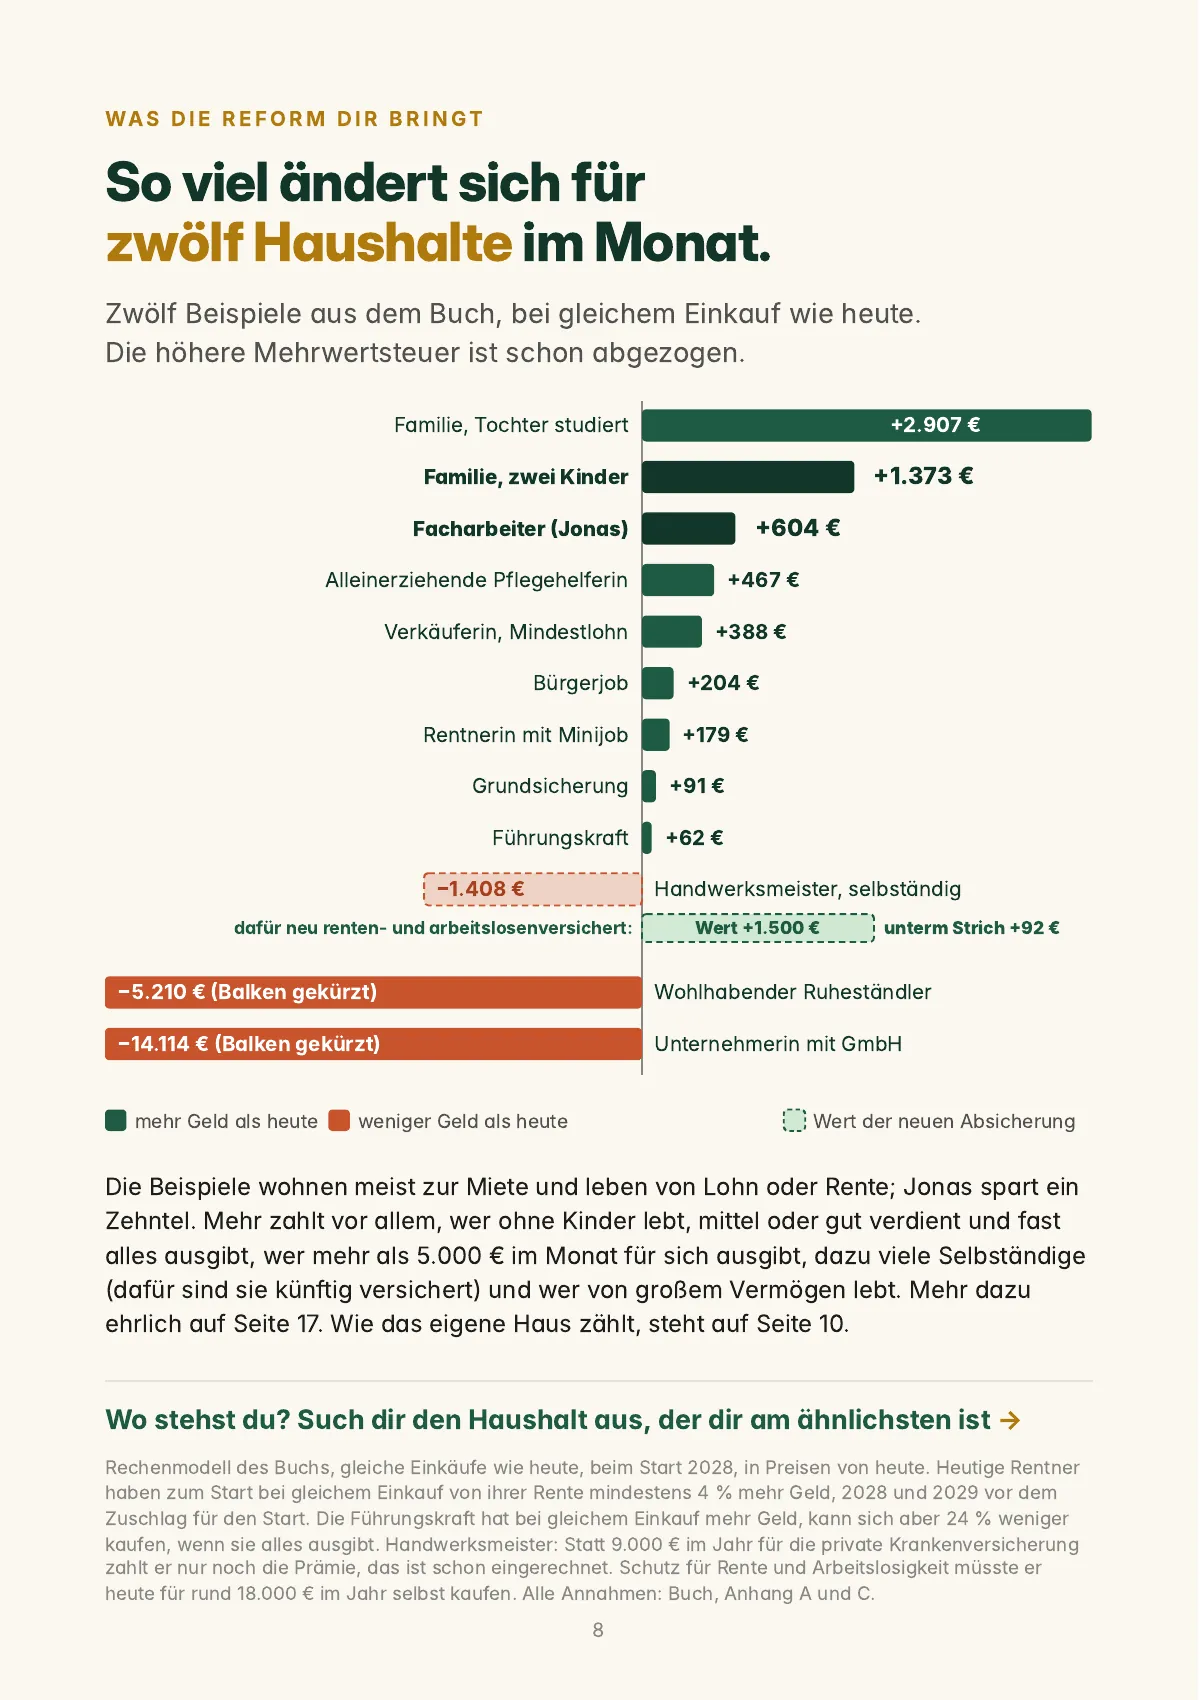 WAS DIE REFORM DIR BRINGT
So viel ändert sich für
zwölf Haushalte im Monat.
Zwölf Beispiele aus dem Buch, bei gleichem Einkauf wie heute.
Die höhere Mehrwertsteuer ist schon abgezogen.
Familie, Tochter studiert +2.907 €
Familie, zwei Kinder +1.373 €
Facharbeiter (Jonas) +604 €
Alleinerziehende Pflegehelferin +467 €
Verkäuferin, Mindestlohn +388 €
Bürgerjob +204 €
Rentnerin mit Minijob +179 €
Grundsicherung +91 €
Führungskraft +62 €
−1.408 € Handwerksmeister, selbständig
dafür neu renten- und arbeitslosenversichert: Wert +1.500 € unterm Strich +92 €
−5.210 € (Balken gekürzt) Wohlhabender Ruheständler
−14.114 € (Balken gekürzt) Unternehmerin mit GmbH
mehr Geld als heute weniger Geld als heute Wert der neuen Absicherung
Die Beispiele wohnen meist zur Miete und leben von Lohn oder Rente; Jonas spart ein
Zehntel. Mehr zahlt vor allem, wer ohne Kinder lebt, mittel oder gut verdient und fast
alles ausgibt, wer mehr als 5.000 € im Monat für sich ausgibt, dazu viele Selbständige
(dafür sind sie künftig versichert) und wer von großem Vermögen lebt. Mehr dazu
ehrlich auf Seite 17. Wie das eigene Haus zählt, steht auf Seite 10.
Wo stehst du? Such dir den Haushalt aus, der dir am ähnlichsten ist →
Rechenmodell des Buchs, gleiche Einkäufe wie heute, beim Start 2028, in Preisen von heute. Heutige Rentner
haben zum Start bei gleichem Einkauf von ihrer Rente mindestens 4 % mehr Geld, 2028 und 2029 vor dem
Zuschlag für den Start. Die Führungskraft hat bei gleichem Einkauf mehr Geld, kann sich aber 24 % weniger
kaufen, wenn sie alles ausgibt. Handwerksmeister: Statt 9.000 € im Jahr für die private Krankenversicherung
zahlt er nur noch die Prämie, das ist schon eingerechnet. Schutz für Rente und Arbeitslosigkeit müsste er
heute für rund 18.000 € im Jahr selbst kaufen. Alle Annahmen: Buch, Anhang A und C.
8